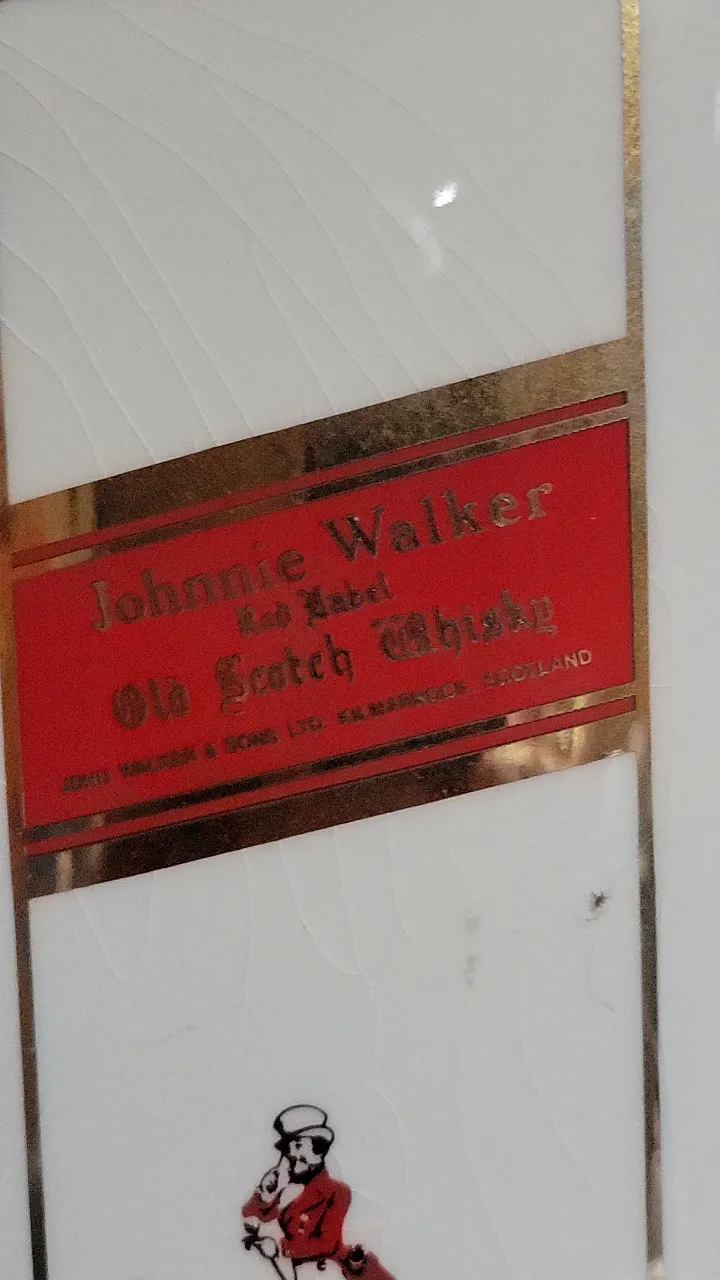 Johnnie Walker
Red Label
Old Scotch Whisky
JOHN WALKER & SONS LTD. KILMARNOCK, SCOTLAND